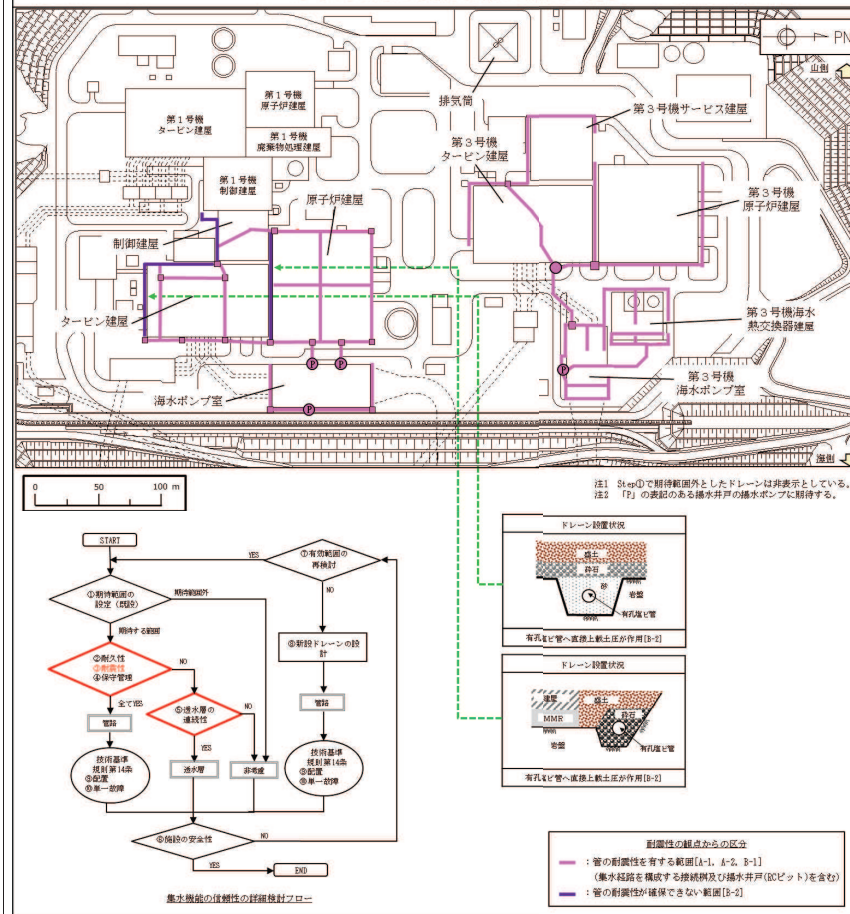 PN
山側
排気筒
第1号機
原子炉建屋
第1号機
タービン建屋
第1号機
廃棄物処理建屋
第1号機
制御建屋
第3号機サービス建屋
第3号機
タービン建屋
第3号機
原子炉建屋
原子炉建屋
制御建屋
タービン建屋
海水ポンプ室
P
P
P
P
第3号機海水
熱交換器建屋
第3号機
海水ポンプ室
海側
0 50 100 m
注1 Step①で期待範囲外としたドレーンは非表示としている。
注2 「P」の表記のある揚水井戸の揚水ポンプに期待する。
START
①期待範囲の
設定(既設)
期待範囲外
期待する範囲
②耐久性
③耐震性
④保守管理
NO
全てYES
管路
技術基準
規則第14条
⑨配置
⑩単一故障
⑤透水層の
連続性
NO
YES
透水層
非考慮
⑦有効範囲の
再検討
YES
NO
⑧新設ドレーンの設
計
管路
技術基準
規則第14条
⑨配置
⑩単一故障
⑥施設の安全性
NO
YES
END
集水機能の信頼性の詳細検討フロー
ドレーン設置状況
盛土
砕石
砂
岩盤
有孔塩ビ管
有孔塩ビ管へ直接上載土圧が作用[B-2]
ドレーン設置状況
建屋
盛土
MMR
砕石
岩盤
有孔塩ビ管
有孔塩ビ管へ直接上載土圧が作用[B-2]
耐震性の観点からの区分
:管の耐震性を有する範囲[A-1, A-2, B-1]
(集水経路を構成する接続桝及び揚水井戸(RCピット)を含む)
:管の耐震性が確保できない範囲[B-2]